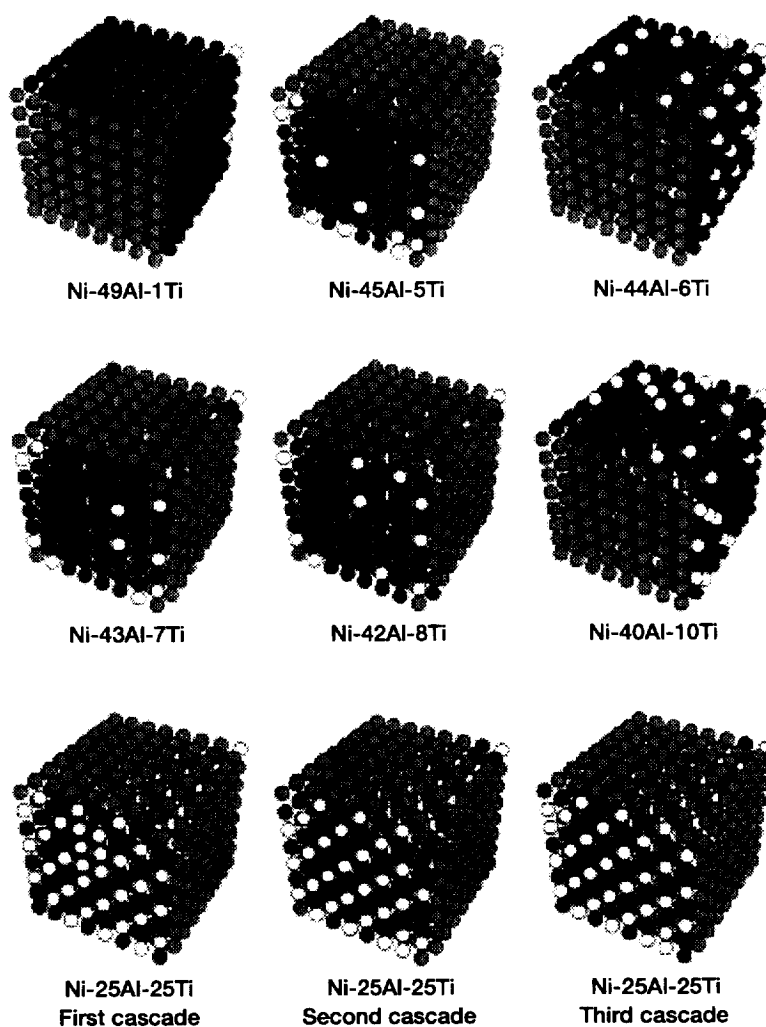 Ni-49Al-1Ti
Ni-45Al-5Ti
Ni-44Al-6Ti
Ni-43Al-7Ti
Ni-42Al-8Ti
Ni-40Al-10Ti
Ni-25Al-25Ti
First cascade
Ni-25Al-25Ti
Second cascade
Ni-25Al-25Ti
Third cascade